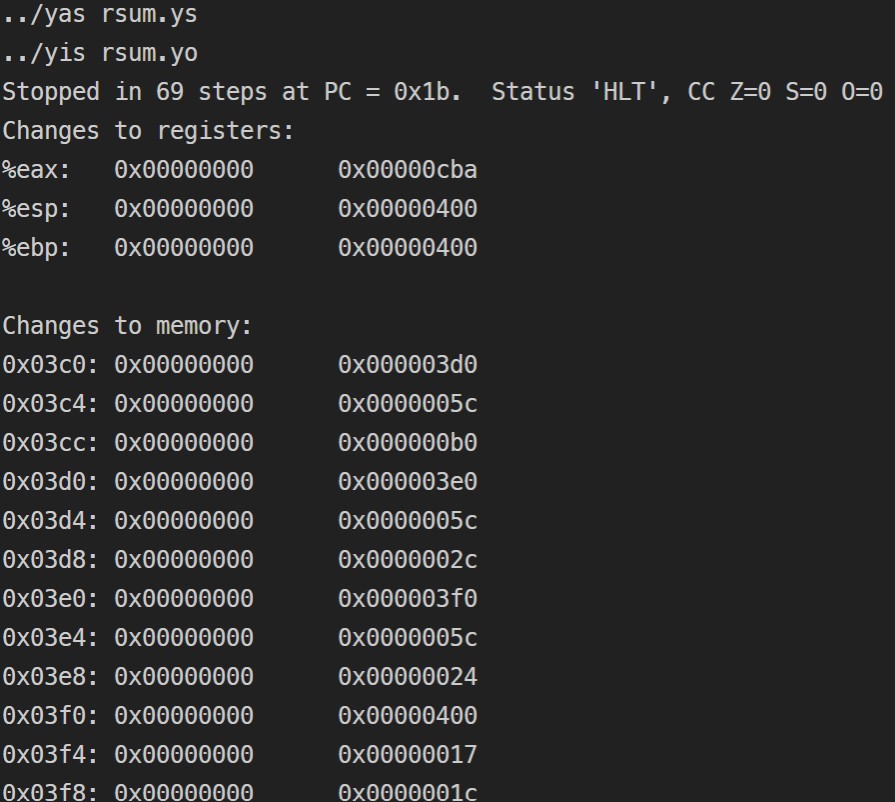 ../yas rsum.ys
../yis rsum.yo
Stopped in 69 steps at PC = 0x1b.  Status 'HLT', CC Z=0 S=0 O=0
Changes to registers:
%eax:   0x00000000      0x00000cba
%esp:   0x00000000      0x00000400
%ebp:   0x00000000      0x00000400
Changes to memory:
0x03c0: 0x00000000      0x000003d0
0x03c4: 0x00000000      0x0000005c
0x03cc: 0x00000000      0x000000b0
0x03d0: 0x00000000      0x000003e0
0x03d4: 0x00000000      0x0000005c
0x03d8: 0x00000000      0x0000002c
0x03e0: 0x00000000      0x000003f0
0x03e4: 0x00000000      0x0000005c
0x03e8: 0x00000000      0x00000024
0x03f0: 0x00000000      0x00000400
0x03f4: 0x00000000      0x00000017
0x03f8: 0x00000000      0x0000001c